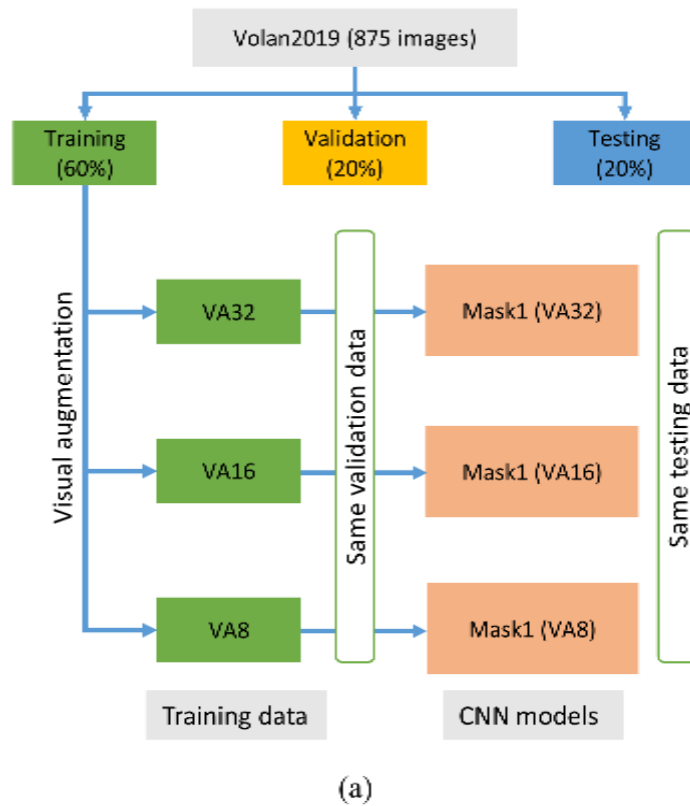 Volan2019 (875 images)
Training
(60%)
Validation
(20%)
Testing
(20%)
Visual augmentation
VA32
Same validation data
Mask1 (VA32)
Same testing data
VA16
Mask1 (VA16)
VA8
Mask1 (VA8)
Training data
CNN models
(a)